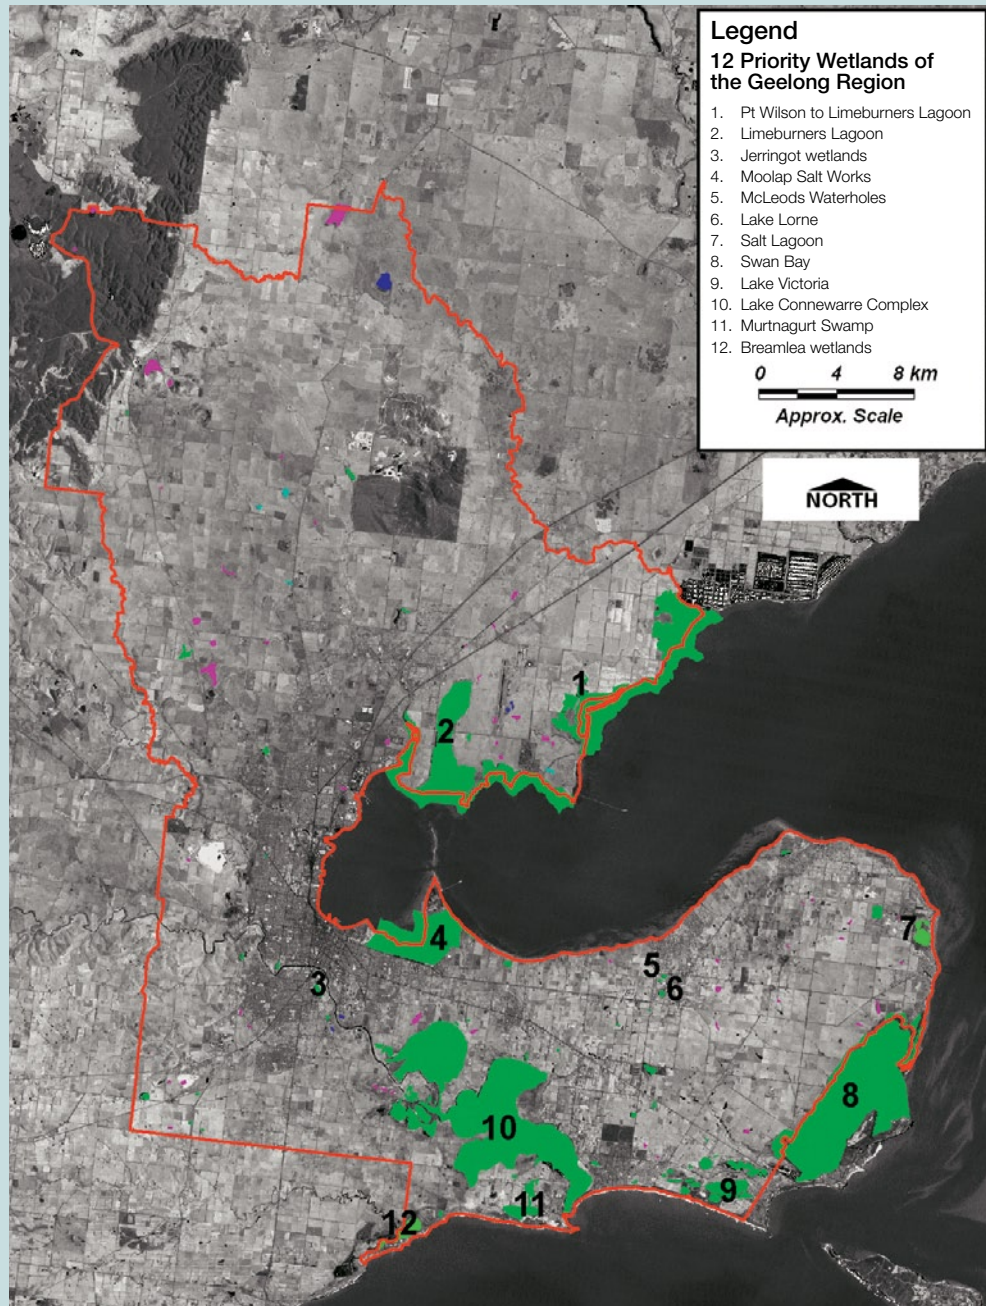 Legend
12 Priority Wetlands of
the Geelong Region
1. Pt Wilson to Limeburners Lagoon
2. Limeburners Lagoon
3. Jerringot wetlands
4. Moolap Salt Works
5. McLeods Waterholes
6. Lake Lorne
7. Salt Lagoon
8. Swan Bay
9. Lake Victoria
10. Lake Connewarre Complex
11. Murtnagurt Swamp
12. Breamlea wetlands
0 4 8 km
Approx. Scale
NORTH
1
2
4
7
5
6
3
8
10
9
11
12